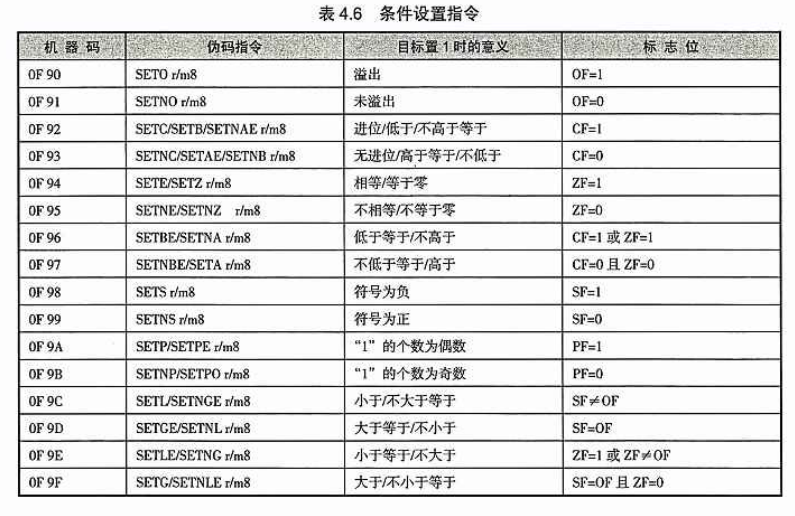 表 4.6 条件设置指令
机 器 码 伪码指令 目标置 1 时的意义 标 志 位
0F 90 SETO r/m8 溢出 OF=1
0F 91 SETNO r/m8 未溢出 OF=0
0F 92 SETC/SETB/SETNAE r/m8 进位/低于/不高于等于 CF=1
0F 93 SETNC/SETAE/SETNB r/m8 无进位/高于等于/不低于 CF=0
0F 94 SETE/SETZ r/m8 相等/等于零 ZF=1
0F 95 SETNE/SETNZ r/m8 不相等/不等于零 ZF=0
0F 96 SETBE/SETNA r/m8 低于等于/不高于 CF=1 或 ZF=1
0F 97 SETNBE/SETA r/m8 不低于等于/高于 CF=0 且 ZF=0
0F 98 SETS r/m8 符号为负 SF=1
0F 99 SETNS r/m8 符号为正 SF=0
0F 9A SETP/SETPE r/m8 “1”的个数为偶数 PF=1
0F 9B SETNP/SETPO r/m8 “1”的个数为奇数 PF=0
0F 9C SETL/SETNGE r/m8 小于/不大于等于 SF≠OF
0F 9D SETGE/SETNL r/m8 大于等于/不小于 SF=OF
0F 9E SETLE/SETNG r/m8 小于等于/不大于 ZF=1 或 ZF≠OF
0F 9F SETG/SETNLE r/m8 大于/不小于等于 SF=OF 且 ZF=0